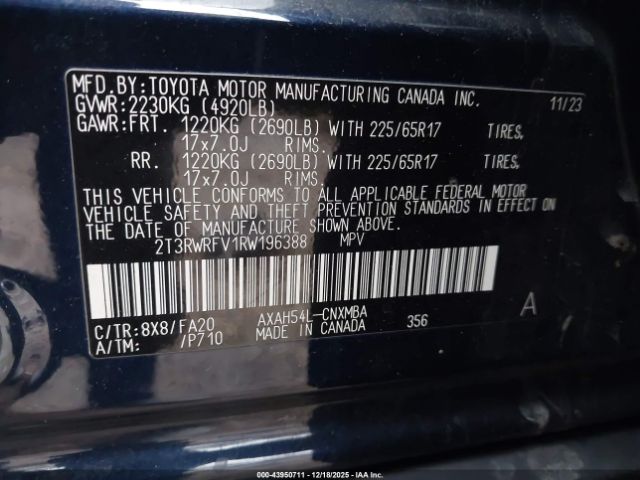 MFD.BY:TOYOTA MOTOR MANUFACTURING CANADA INC. 11/23
GVWR:2230KG (4920LB)
GAWR:FRT. 1220KG (2690LB) WITH 225/65R17 TIRES,
17x7.0J RIMS.
RR. 1220KG (2690LB) WITH 225/65R17 TIRES,
17x7.0J RIMS.
THIS VEHICLE CONFORMS TO ALL APPLICABLE FEDERAL MOTOR
VEHICLE SAFETY AND THEFT PREVENTION STANDARDS IN EFFECT ON
THE DATE OF MANUFACTURE SHOWN ABOVE.
2T3RWRFV1RW196388 MPV
C/TR:8X8/FA20 AXAH54L-CNXMBA 356 A
A/TM: /P710 MADE IN CANADA
000-43950711 - 12/18/2025 - IAA Inc.